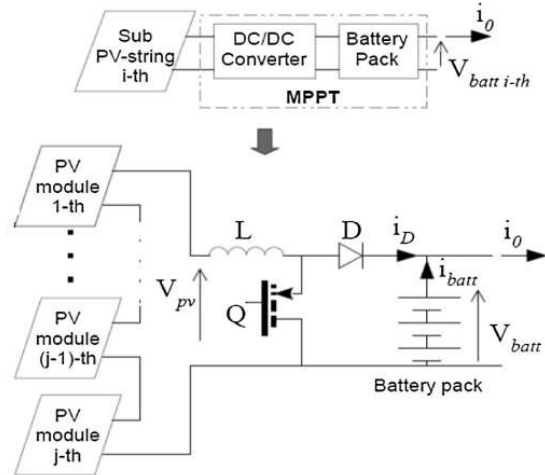 Sub
PV-string
i-th
DC/DC
Converter
Battery
Pack
MPPT
i0
Vbatt i-th
PV
module
1-th
PV
module
(j-1)-th
PV
module
j-th
Vpv
L
Q
D
iD
i0
ibatt
Vbatt
Battery pack